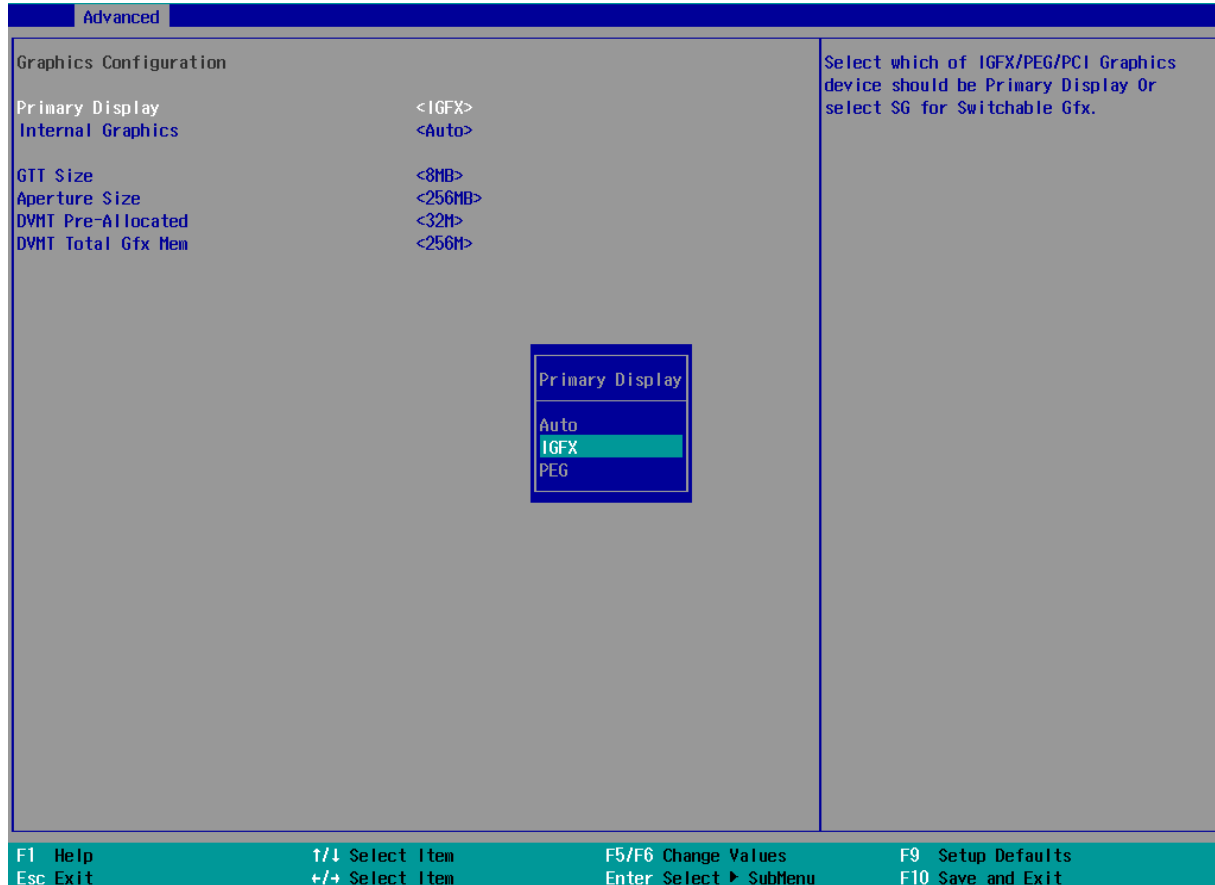 Advanced
Graphics Configuration
Primary Display <IGFX>
Internal Graphics <Auto>
GTT Size <8MB>
Aperture Size <256MB>
DVMT Pre-Allocated <32M>
DVMT Total Gfx Mem <256M>
Select which of IGFX/PEG/PCI Graphics
device should be Primary Display Or
select SG for Switchable Gfx.
Primary Display
Auto
IGFX
PEG
F1 Help ↑/↓ Select Item F5/F6 Change Values F9 Setup Defaults
Esc Exit ←/→ Select Item Enter Select ▶ SubMenu F10 Save and Exit